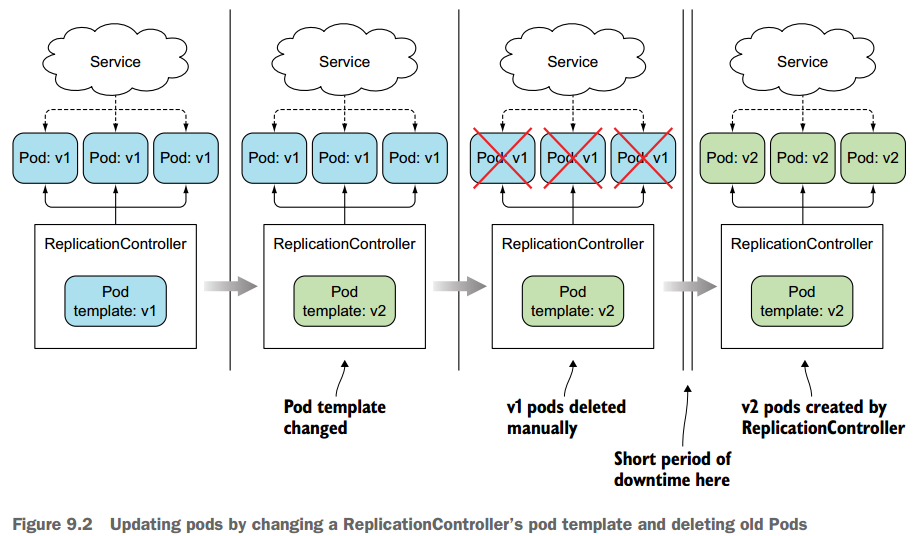 Service
Service
Service
Service
Pod: v1
Pod: v1
Pod: v1
Pod: v1
Pod: v1
Pod: v1
Pod: v1
Pod: v1
Pod: v1
Pod: v2
Pod: v2
Pod: v2
ReplicationController
ReplicationController
ReplicationController
ReplicationController
Pod
template: v1
Pod
template: v2
Pod
template: v2
Pod
template: v2
Pod template
changed
v1 pods deleted
manually
v2 pods created by
ReplicationController
Short period of
downtime here
Figure 9.2 Updating pods by changing a ReplicationController's pod template and deleting old Pods